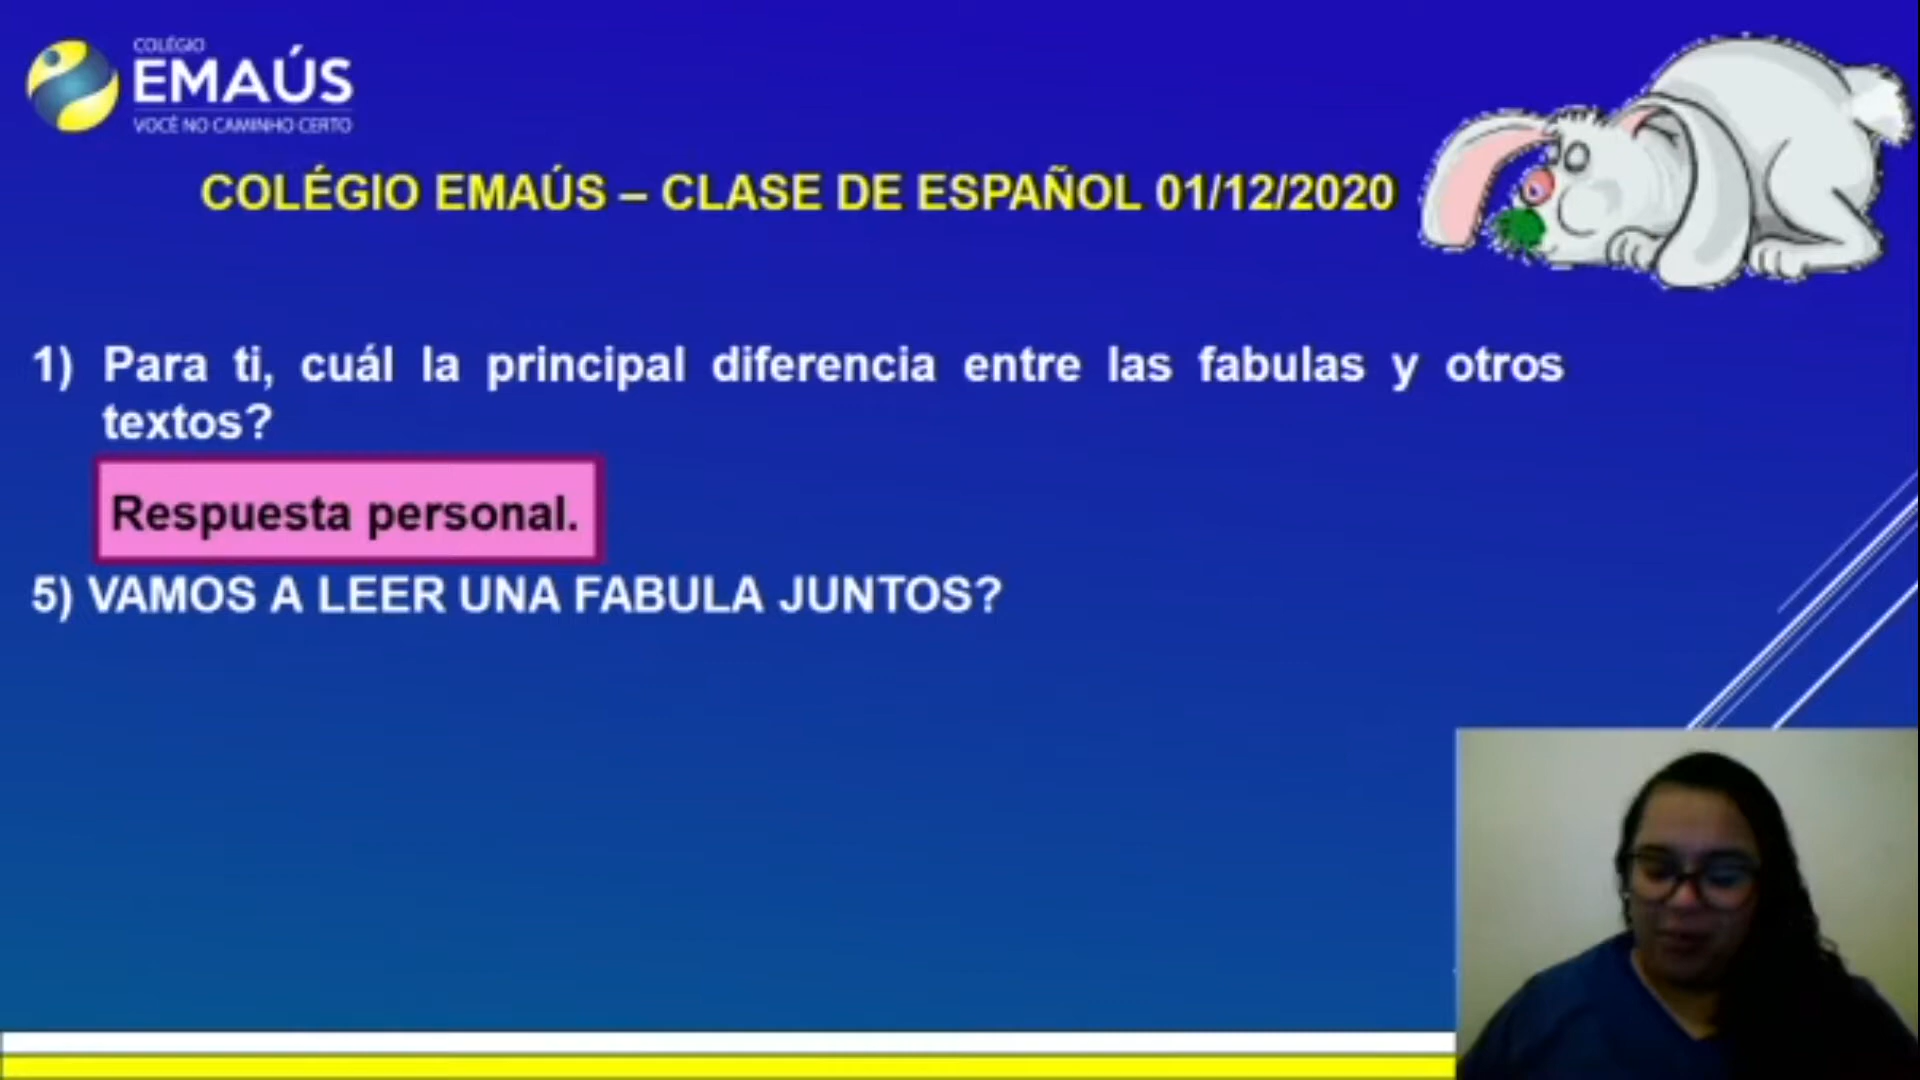 COLÉGIO
EMAÚS
VOCÊ NO CAMINHO CERTO
COLÉGIO EMAÚS – CLASE DE ESPAÑOL 01/12/2020
1) Para ti, cuál la principal diferencia entre las fabulas y otros
textos?
Respuesta personal.
5) VAMOS A LEER UNA FABULA JUNTOS?